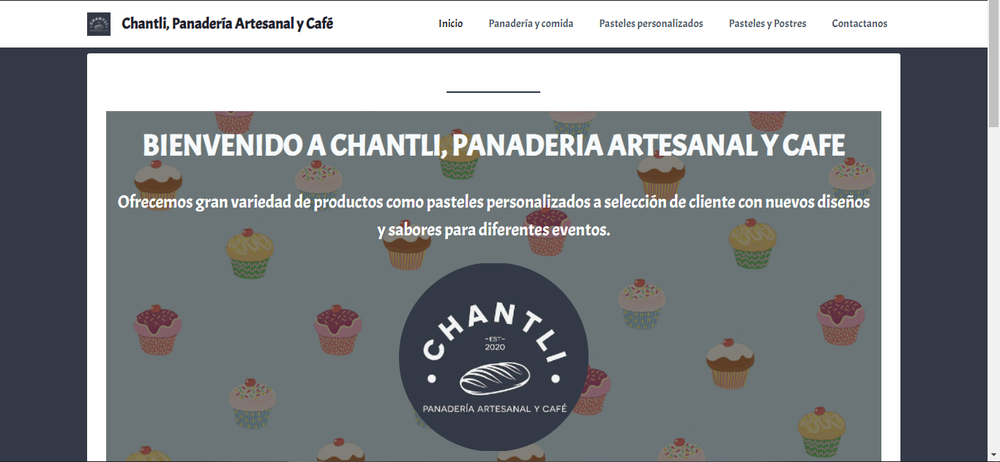 Chantli, Panadería Artesanal y Café
Inicio
Panadería y comida
Pasteles personalizados
Pasteles y Postres
Contactanos
BIENVENIDO A CHANTLI, PANADERIA ARTESANAL Y CAFE
Ofrecemos gran variedad de productos como pasteles personalizados a selección de cliente con nuevos diseños
y sabores para diferentes eventos.
CHANTLI
-EST-
2020
PANADERÍA ARTESANAL Y CAFÉ